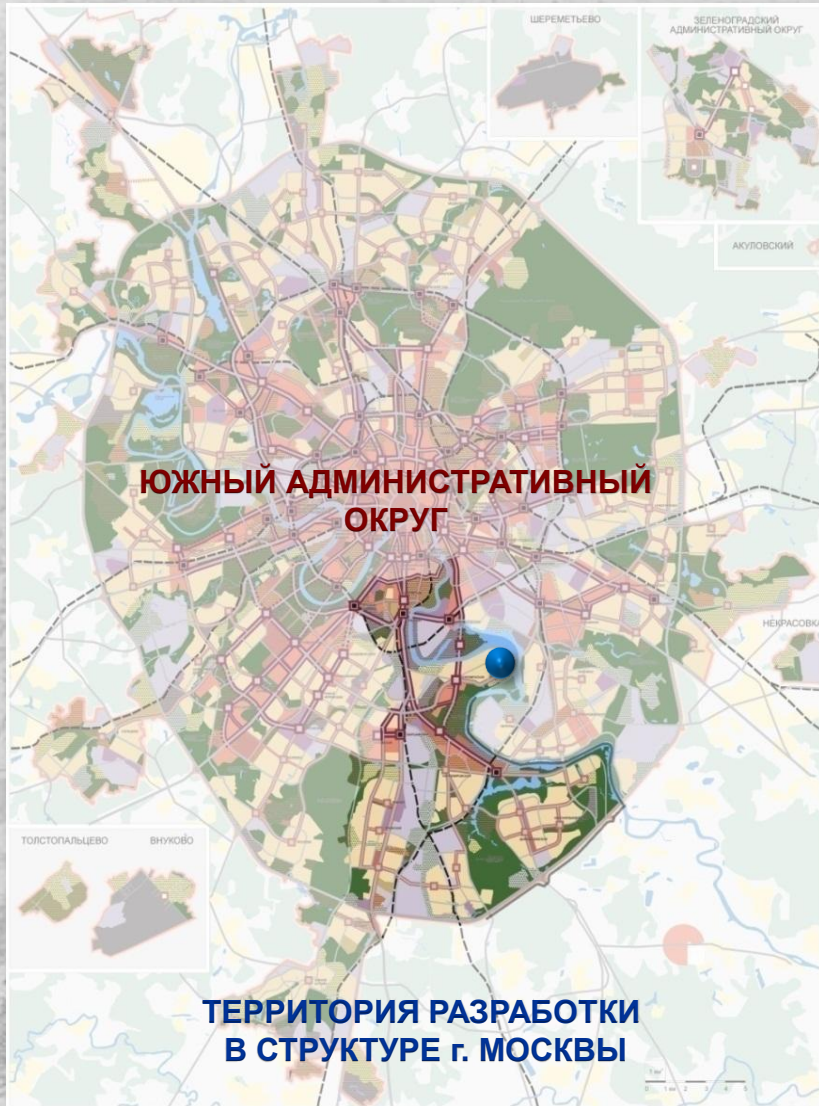 ШЕРЕМЕТЬЕВО
ЗЕЛЕНОГРАДСКИЙ
АДМИНИСТРАТИВНЫЙ ОКРУГ
АКУЛОВСКИЙ
ЮЖНЫЙ АДМИНИСТРАТИВНЫЙ
ОКРУГ
НЕКРАСОВКА
ТОЛСТОПАЛЬЦЕВО
ВНУКОВО
ТЕРРИТОРИЯ РАЗРАБОТКИ
В СТРУКТУРЕ г. МОСКВЫ